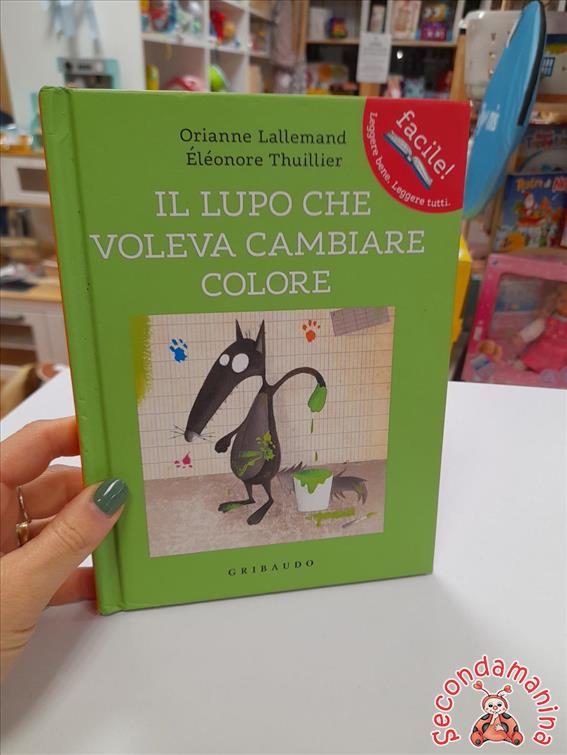 Orianne Lallemand
Éléonore Thuillier
facile!
Leggere bene. Leggere tutti.
IL LUPO CHE
VOLEVA CAMBIARE
COLORE
GRIBAUDO
Secondamanina